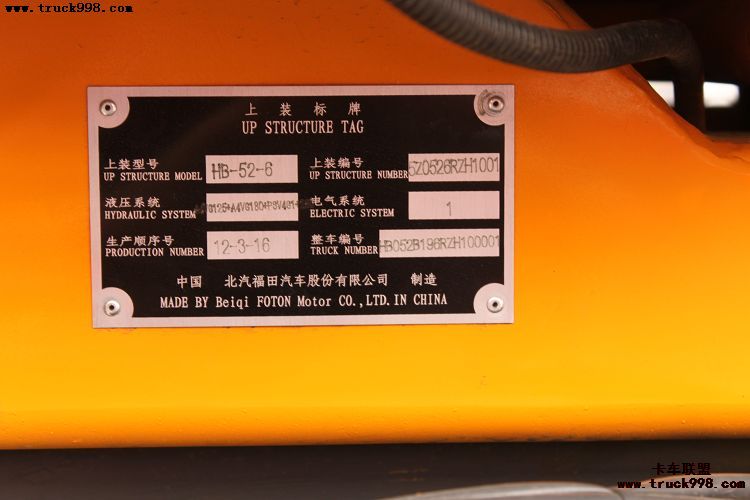 www.truck998.com
上装标牌
UP STRUCTURE TAG
上装型号 HB-52-6 上装编号 5Z0526RZH1001
UP STRUCTURE MODEL UP STRUCTURE NUMBER
液压系统 电气系统 1
HYDRAULIC SYSTEM ELECTRIC SYSTEM
生产顺序号 12-3-16 整车编号 HB052B196RZH100001
PRODUCTION NUMBER TRUCK NUMBER
中国 北汽福田汽车股份有限公司 制造
MADE BY Beiqi FOTON Motor CO.,LTD.IN CHINA
卡车联盟
www.truck998.com